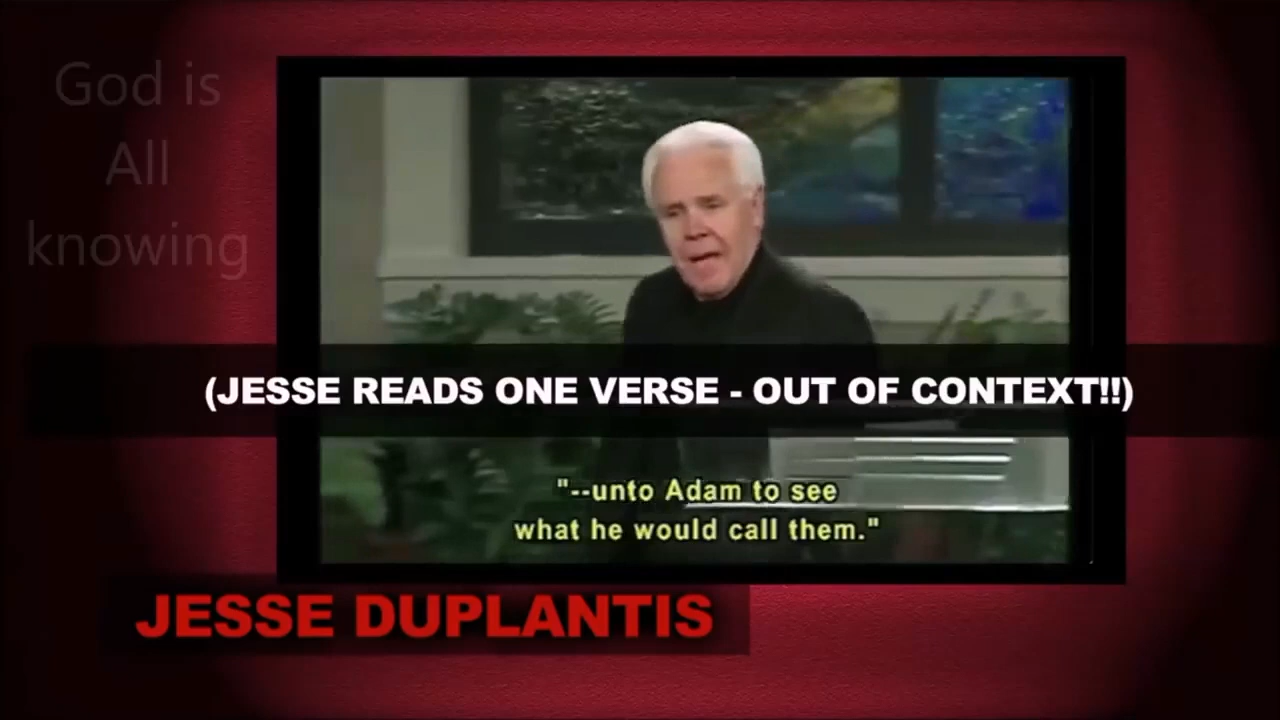 God is
All
knowing
(JESSE READS ONE VERSE - OUT OF CONTEXT!!)
"--unto Adam to see
what he would call them."
JESSE DUPLANTIS